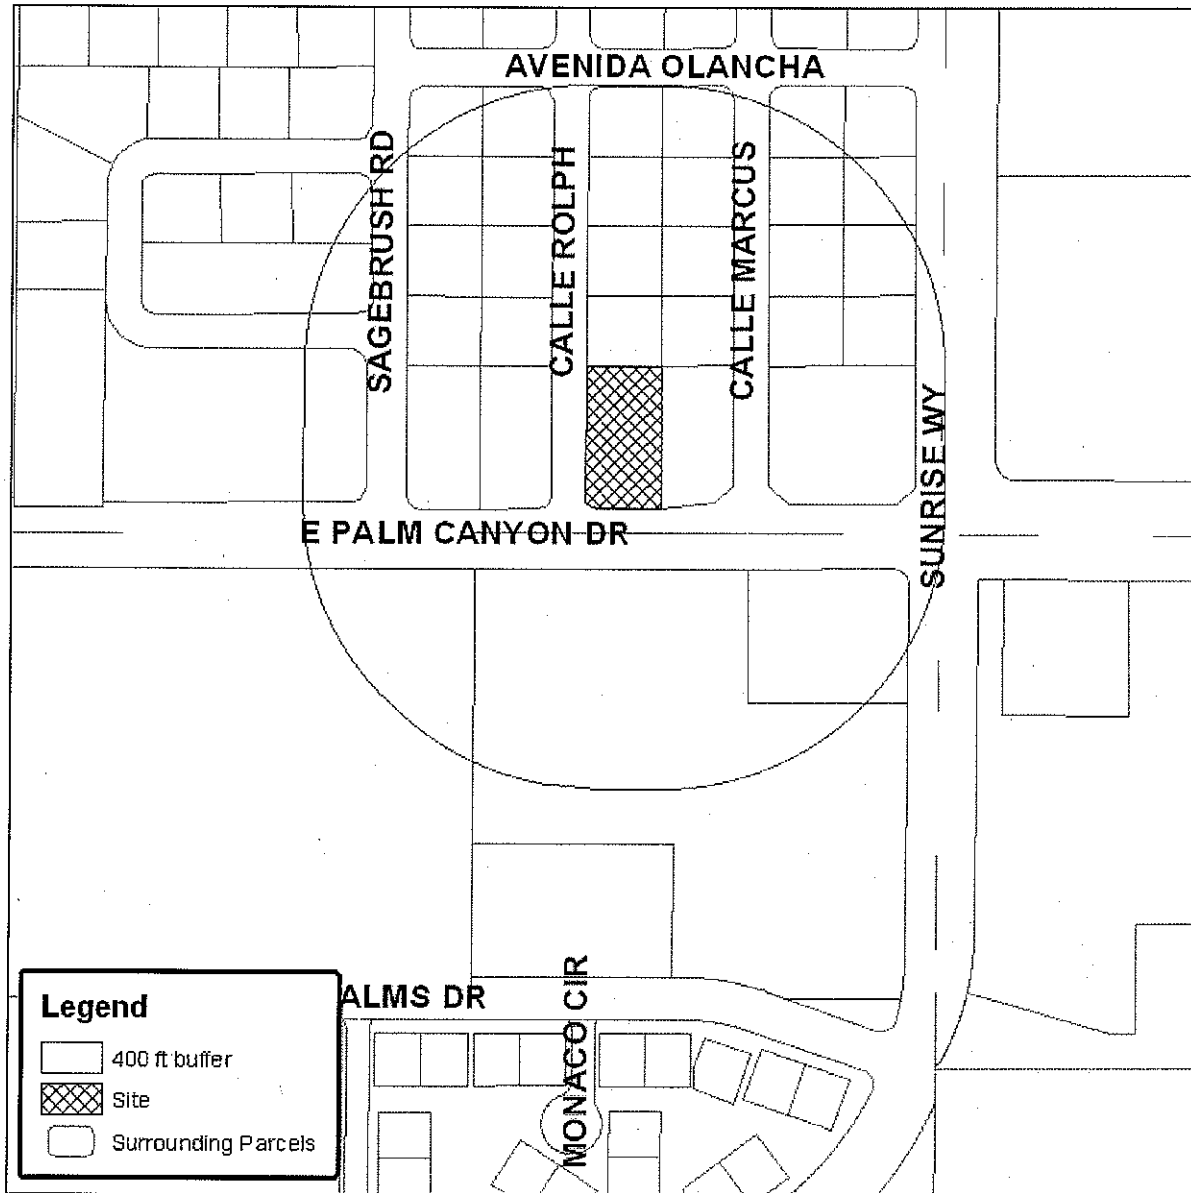 AVENIDA OLANCHA
SAGEBRUSH RD
CALLE ROLPH
CALLE MARCUS
SUNRISE WY
E PALM CANYON DR
MONACO CIR
ALMS DR
Legend
400 ft buffer
Site
Surrounding Parcels